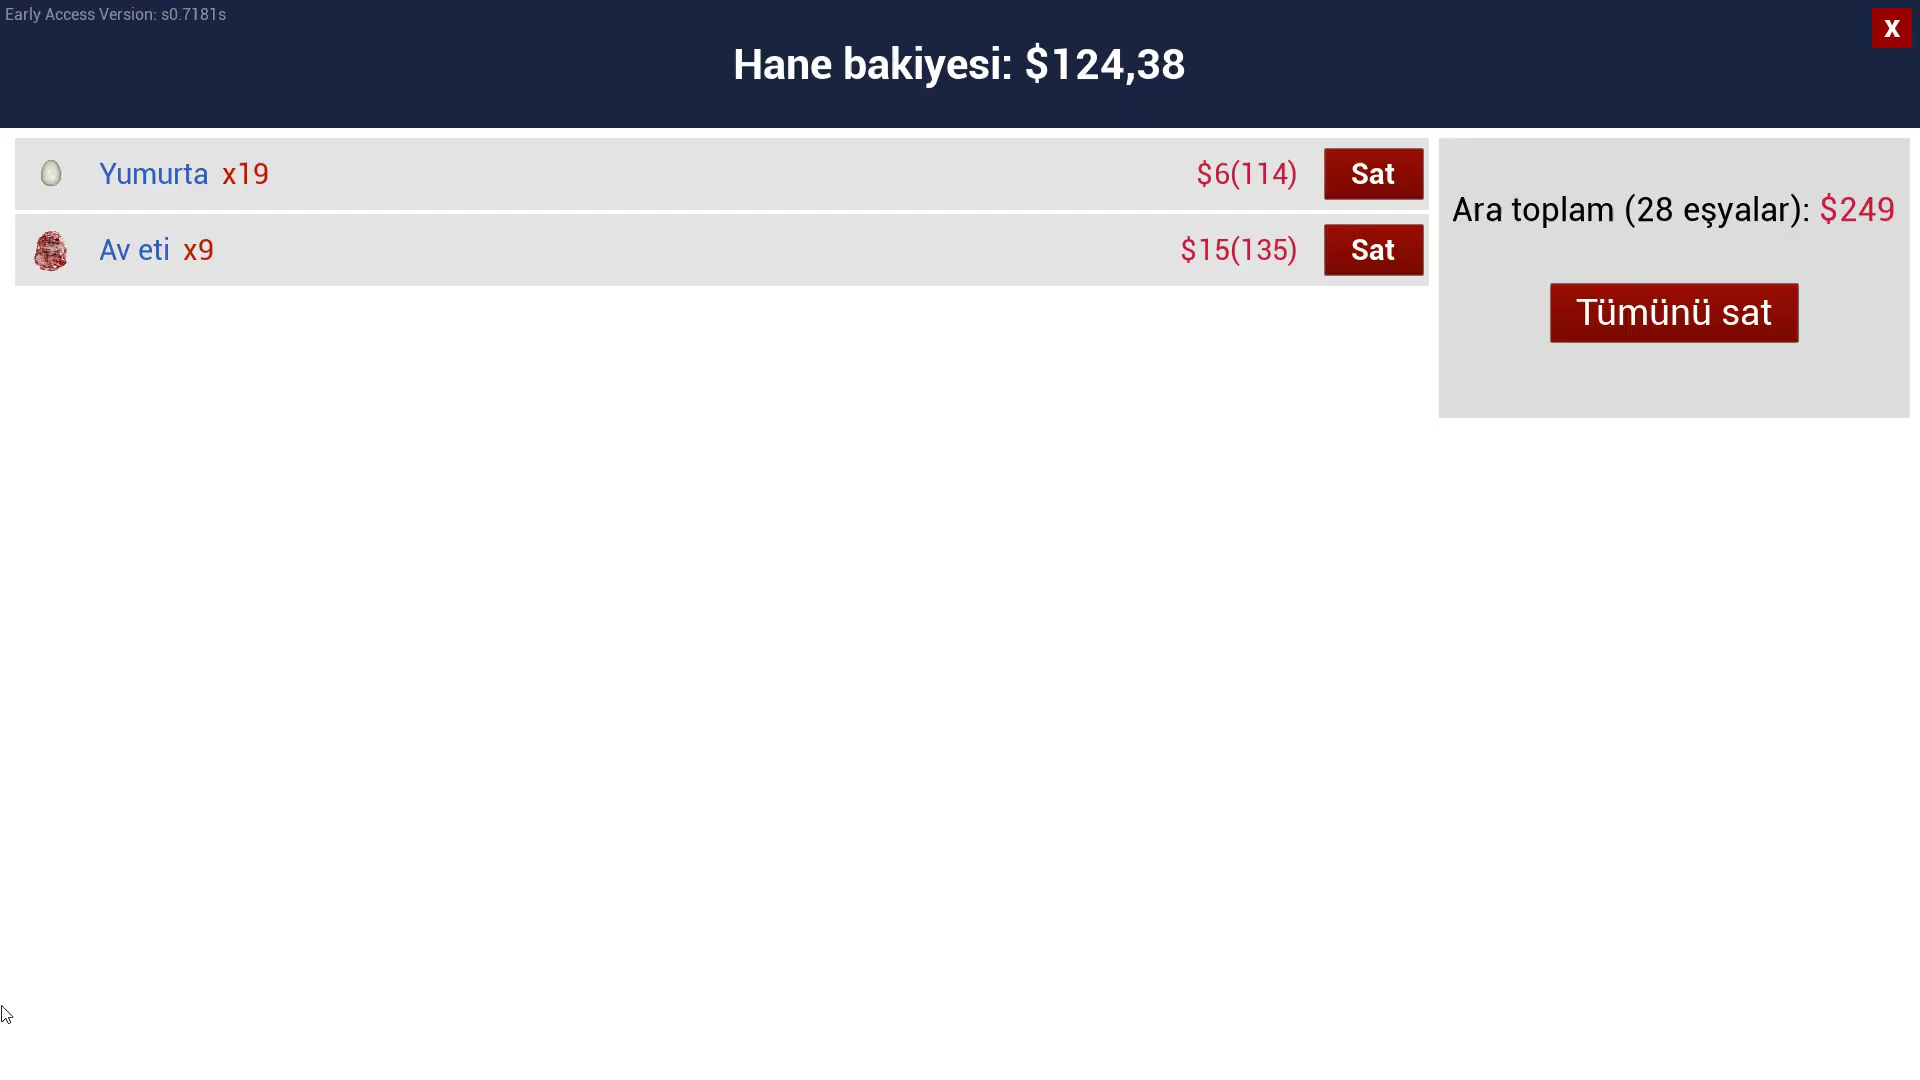 Early Access Version: s0.7181s
X
Hane bakiyesi: $124,38
Yumurta x19 $6(114) Sat
Av eti x9 $15(135) Sat
Ara toplam (28 eşyalar): $249
Tümünü sat